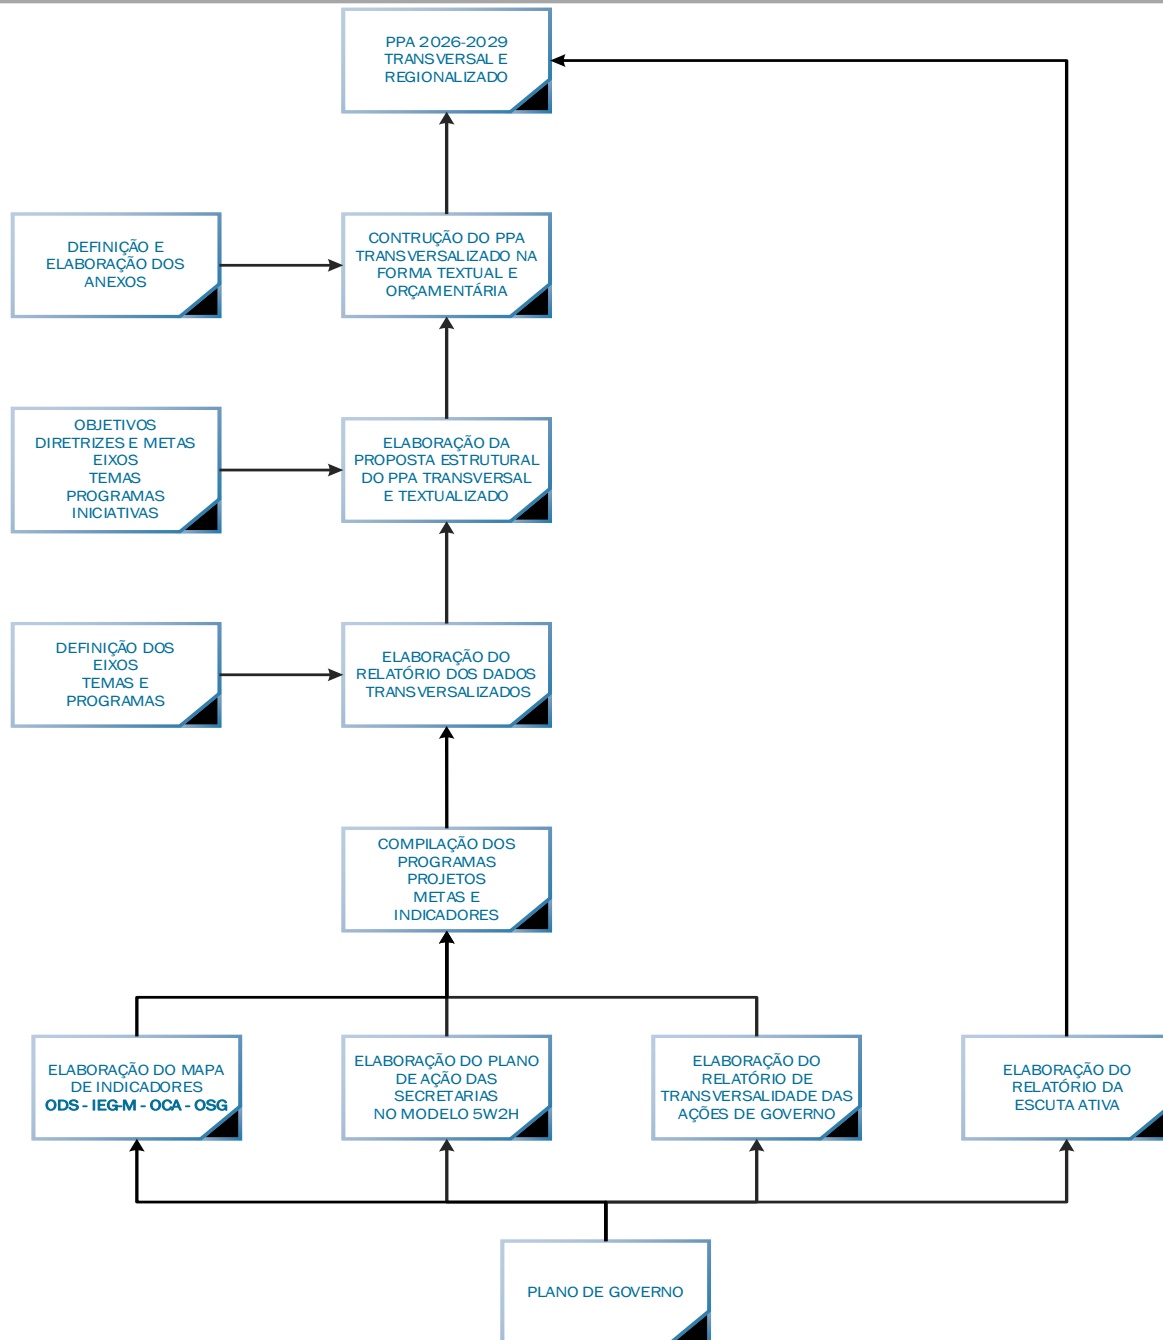 PPA 2026-2029
TRANSVERSAL E
REGIONALIZADO
DEFINIÇÃO E
ELABORAÇÃO DOS
ANEXOS
CONTRUÇÃO DO PPA
TRANSVERSALIZADO NA
FORMA TEXTUAL E
ORÇAMENTÁRIA
OBJETIVOS
DIRETRIZES E METAS
EIXOS
TEMAS
PROGRAMAS
INICIATIVAS
ELABORAÇÃO DA
PROPOSTA ESTRUTURAL
DO PPA TRANSVERSAL
E TEXTUALIZADO
DEFINIÇÃO DOS
EIXOS
TEMAS E
PROGRAMAS
ELABORAÇÃO DO
RELATÓRIO DOS DADOS
TRANSVERSALIZADOS
COMPILAÇÃO DOS
PROGRAMAS
PROJETOS
METAS E
INDICADORES
ELABORAÇÃO DO MAPA
DE INDICADORES
ODS - IEG-M - OCA - OSG
ELABORAÇÃO DO PLANO
DE AÇÃO DAS
SECRETARIAS
NO MODELO 5W2H
ELABORAÇÃO DO
RELATÓRIO DE
TRANSVERSALIDADE DAS
AÇÕES DE GOVERNO
ELABORAÇÃO DO
RELATÓRIO DA
ESCUTA ATIVA
PLANO DE GOVERNO